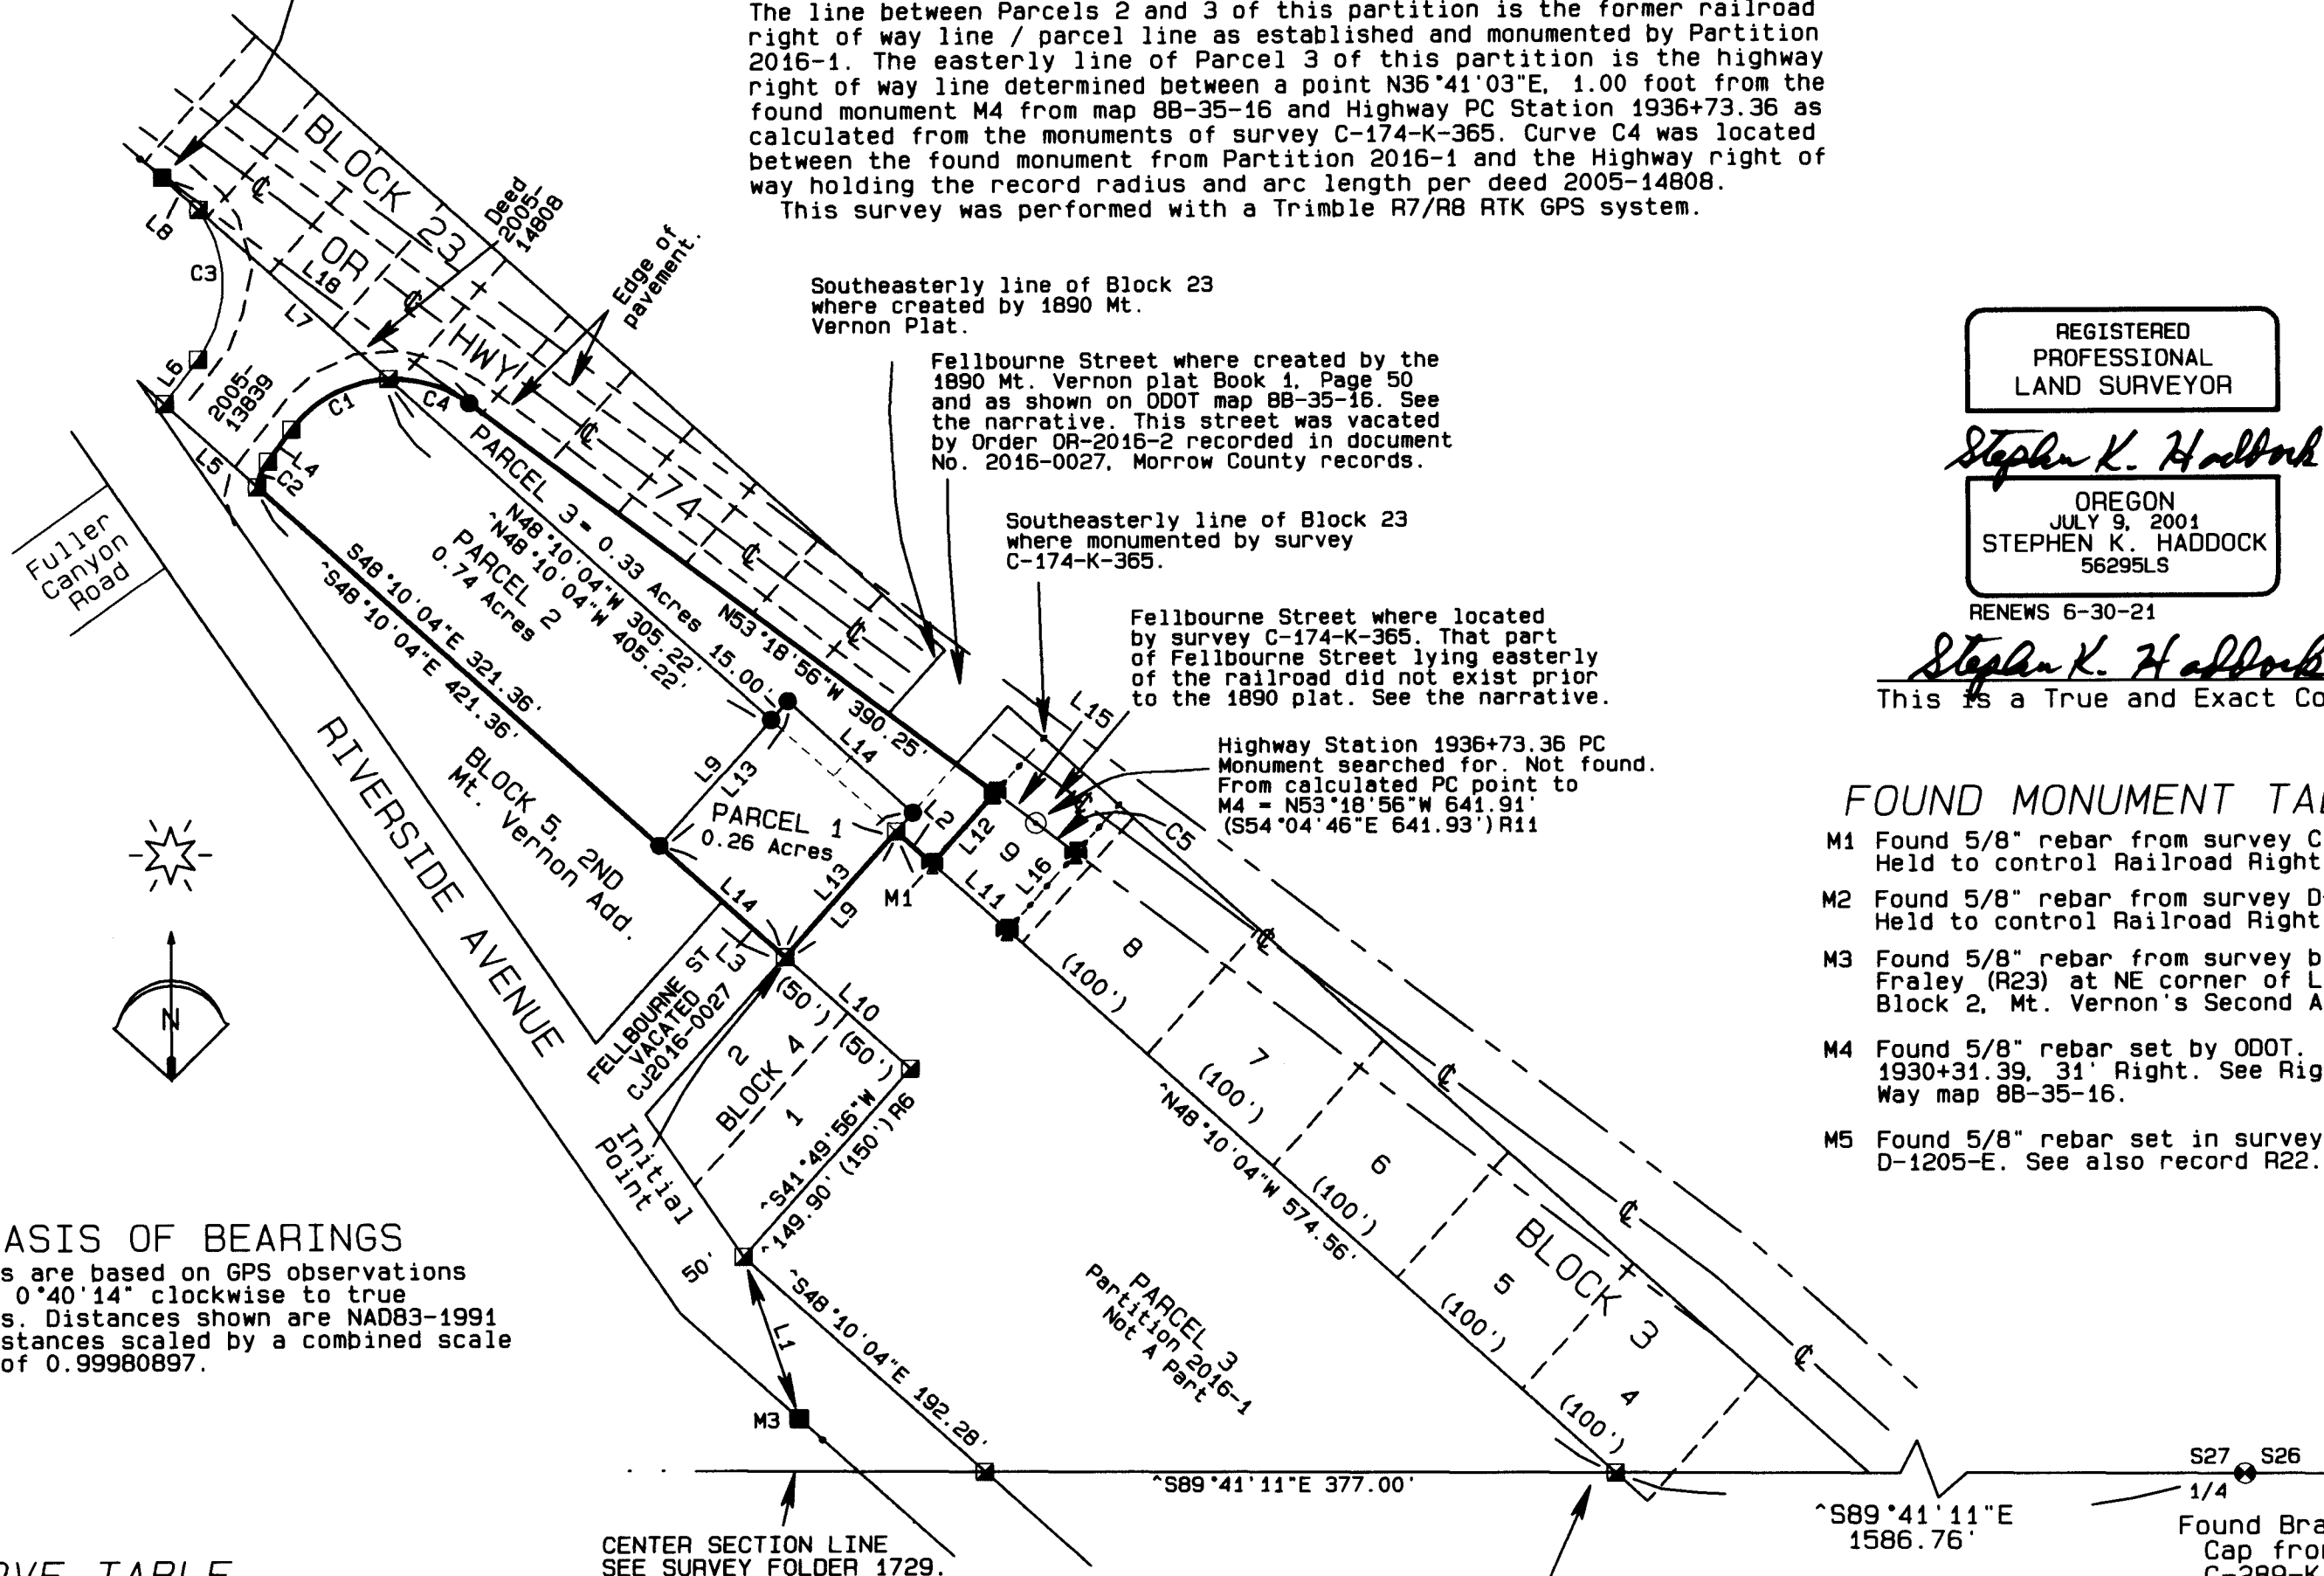 The line between Parcels 2 and 3 of this partition is the former railroad
right of way line / parcel line as established and monumented by Partition
2016-1. The easterly line of Parcel 3 of this partition is the highway
right of way line determined between a point N36°41'03"E, 1.00 foot from the
found monument M4 from map 8B-35-16 and Highway PC Station 1936+73.36 as
calculated from the monuments of survey C-174-K-365. Curve C4 was located
between the found monument from Partition 2016-1 and the Highway right of
way holding the record radius and arc length per deed 2005-14808.
This survey was performed with a Trimble R7/R8 RTK GPS system.
BLOCK 23
OR
HWY
74
Deed
2005-
14808
Edge of
pavement.
L8
C3
L18
L7
L6
2005-
13839
C1
C4
L5
L4
C2
Southeasterly line of Block 23
where created by 1890 Mt.
Vernon Plat.
Fellbourne Street where created by the
1890 Mt. Vernon plat Book 1, Page 50
and as shown on ODOT map 8B-35-16. See
the narrative. This street was vacated
by Order OR-2016-2 recorded in document
No. 2016-0027, Morrow County records.
Southeasterly line of Block 23
where monumented by survey
C-174-K-365.
Fellbourne Street where located
by survey C-174-K-365. That part
of Fellbourne Street lying easterly
of the railroad did not exist prior
to the 1890 plat. See the narrative.
Highway Station 1936+73.36 PC
Monument searched for. Not found.
From calculated PC point to
M4 = N53°18'56"W 641.91'
(S54°04'46"E 641.93')R11
REGISTERED
PROFESSIONAL
LAND SURVEYOR
Stephen K. Haddock
OREGON
JULY 9, 2001
STEPHEN K. HADDOCK
56295LS
RENEWS 6-30-21
Stephen K. Haddock
This is a True and Exact Co
FOUND MONUMENT TA
M1 Found 5/8" rebar from survey C
Held to control Railroad Right
M2 Found 5/8" rebar from survey D
Held to control Railroad Right
M3 Found 5/8" rebar from survey b
Fraley (R23) at NE corner of L
Block 2, Mt. Vernon's Second A
M4 Found 5/8" rebar set by ODOT.
1930+31.39, 31' Right. See Rig
Way map 8B-35-16.
M5 Found 5/8" rebar set in survey
D-1205-E. See also record R22.
Fuller
Canyon
Road
PARCEL 3 = 0.33 Acres
N48°10'04"W 305.22'
^N48°10'04"W 405.22'
15.00'
PARCEL 2
0.74 Acres
N53°18'56"W 390.25'
S48°10'04"E 321.36'
^S48°10'04"E 421.36'
BLOCK 5, 2ND
Mt. Vernon Add.
RIVERSIDE AVENUE
L9
L13
L14
PARCEL 1
0.26 Acres
L14
L13
L9
M1
L2
L12
L15
C5
9
L11
L16
8
(100')
7
(100')
6
(100')
BLOCK 3
5
(100')
4
(100')
^N48°10'04"W 574.56'
FELLBOURNE ST
VACATED
CJ2016-0027
L3
(50')
L10
(50')
2
BLOCK 4
1
^S41°49'56"W
^149.90' (150')R6
Initial
Point
50'
L1
M3
^S48°10'04"E 192.28'
PARCEL 3
Partition 2016-1
Not A Part
N
ASIS OF BEARINGS
s are based on GPS observations
0°40'14" clockwise to true
s. Distances shown are NAD83-1991
stances scaled by a combined scale
of 0.99980897.
^S89°41'11"E 377.00'
CENTER SECTION LINE
SEE SURVEY FOLDER 1729.
^S89°41'11"E
1586.76'
S27 S26
1/4
Found Bra
Cap fro
C-289-K
VE TABLE